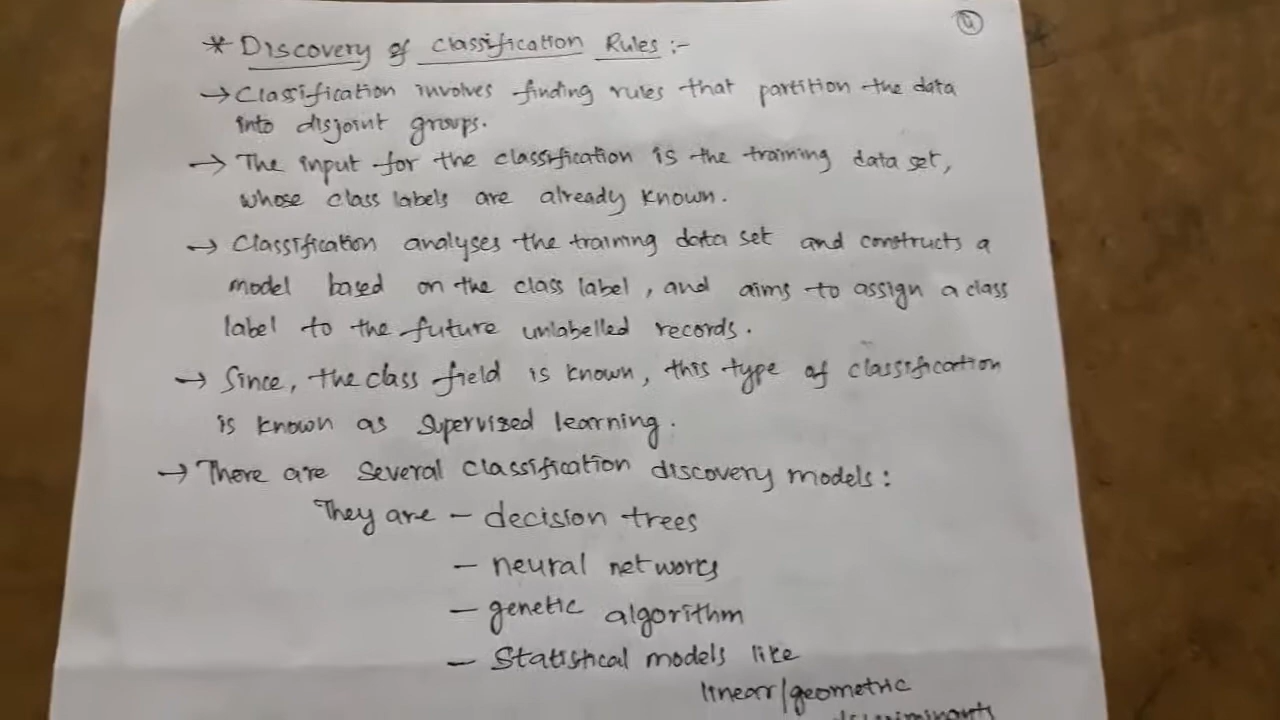 ④
* Discovery of classification Rules :-
→ Classification involves finding rules that partition the data
into disjoint groups.
→ The input for the classification is the training data set,
whose class labels are already known.
→ Classification analyses the training data set and constructs a
model based on the class label, and aims to assign a class
label to the future unlabelled records.
→ Since, the class field is known, this type of classification
is known as Supervized learning.
→ There are Several classification discovery models:
They are – decision trees
– neural networks
– genetic algorithm
– Statistical models like
linear/geometric
discriminants